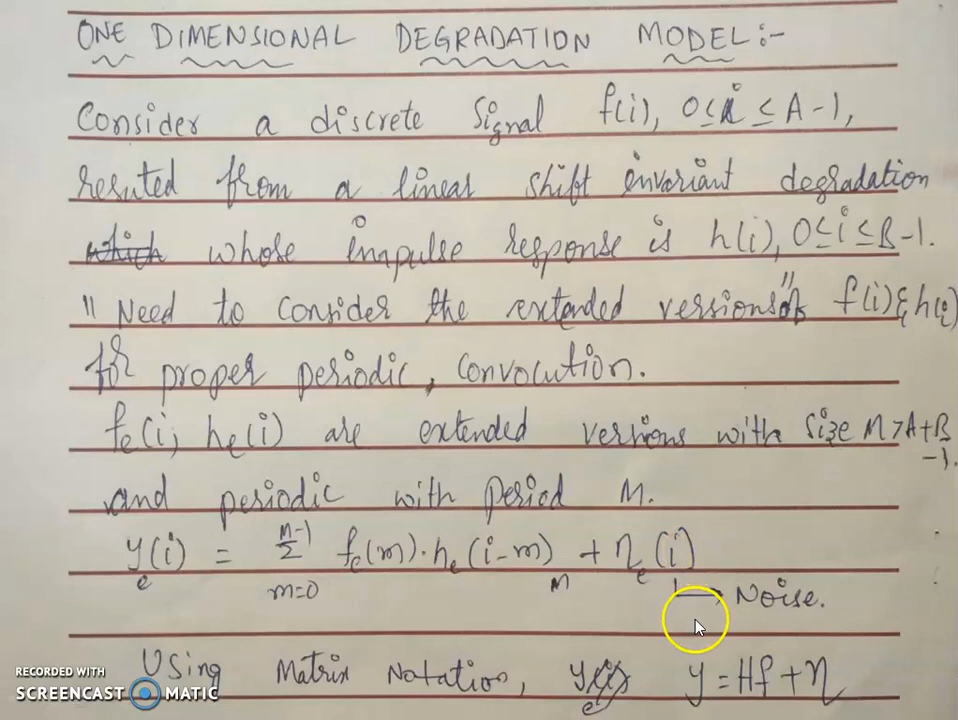 ONE DIMENSIONAL DEGRADATION MODEL:-
Consider a discrete signal f(i), 0≤i≤A-1,
resuted from a linear shift invariant degradation
which whose impulse response is h(i), 0≤i≤B-1.
"Need to consider the extended versions" of f(i) & h(i)
for proper periodic, convolution.
fe(i), he(i) are extended versions with size M≥A+B
-1.
and periodic with period M.
ye(i) = Σ fe(m)·he(i-m)M + ηe(i)
M-1
m=0
→ Noise.
Using Matrix Notation, ye(i) y = Hf + η
RECORDED WITH
SCREENCAST MATIC